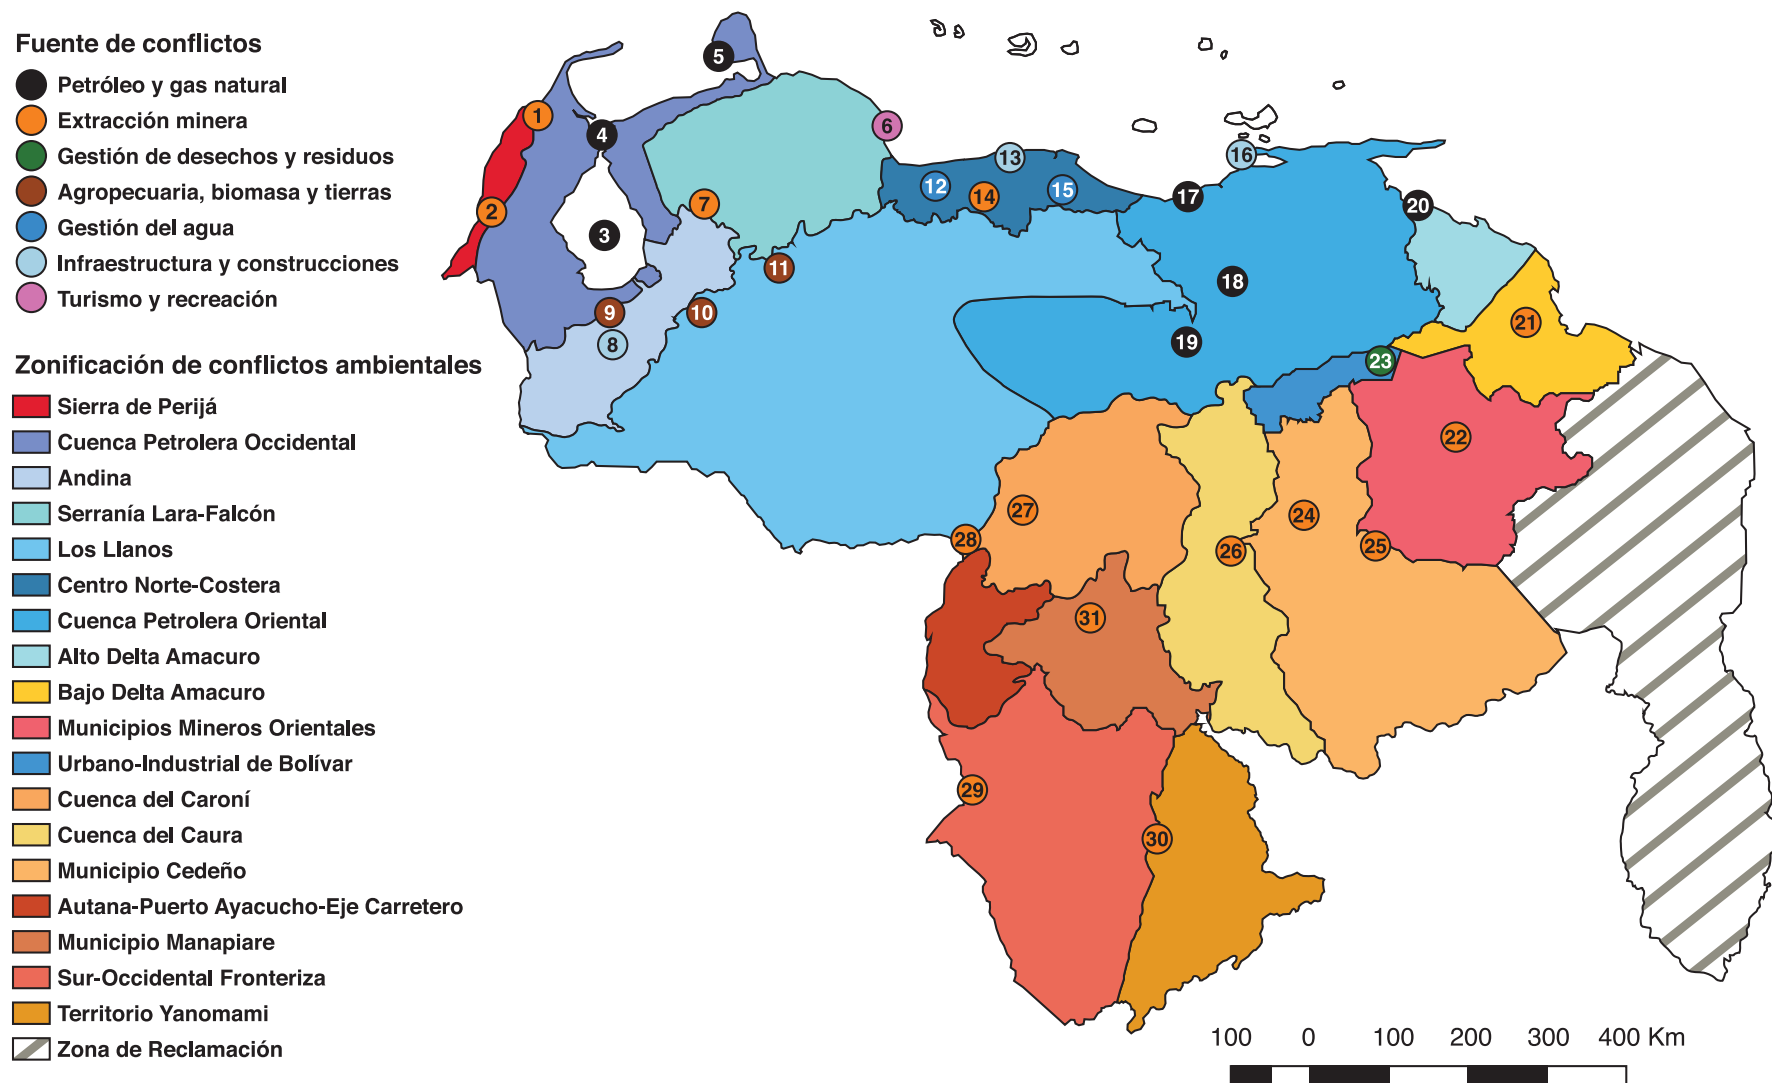 Fuente de conflictos
Petróleo y gas natural
Extracción minera
Gestión de desechos y residuos
Agropecuaria, biomasa y tierras
Gestión del agua
Infraestructura y construcciones
Turismo y recreación
Zonificación de conflictos ambientales
Sierra de Perijá
Cuenca Petrolera Occidental
Andina
Serranía Lara-Falcón
Los Llanos
Centro Norte-Costera
Cuenca Petrolera Oriental
Alto Delta Amacuro
Bajo Delta Amacuro
Municipios Mineros Orientales
Urbano-Industrial de Bolívar
Cuenca del Caroní
Cuenca del Caura
Municipio Cedeño
Autana-Puerto Ayacucho-Eje Carretero
Municipio Manapiare
Sur-Occidental Fronteriza
Territorio Yanomami
Zona de Reclamación
1
2
3
4
5
6
7
8
9
10
11
12
13
14
15
16
17
18
19
20
21
22
23
24
25
26
27
28
29
30
31
100 0 100 200 300 400 Km